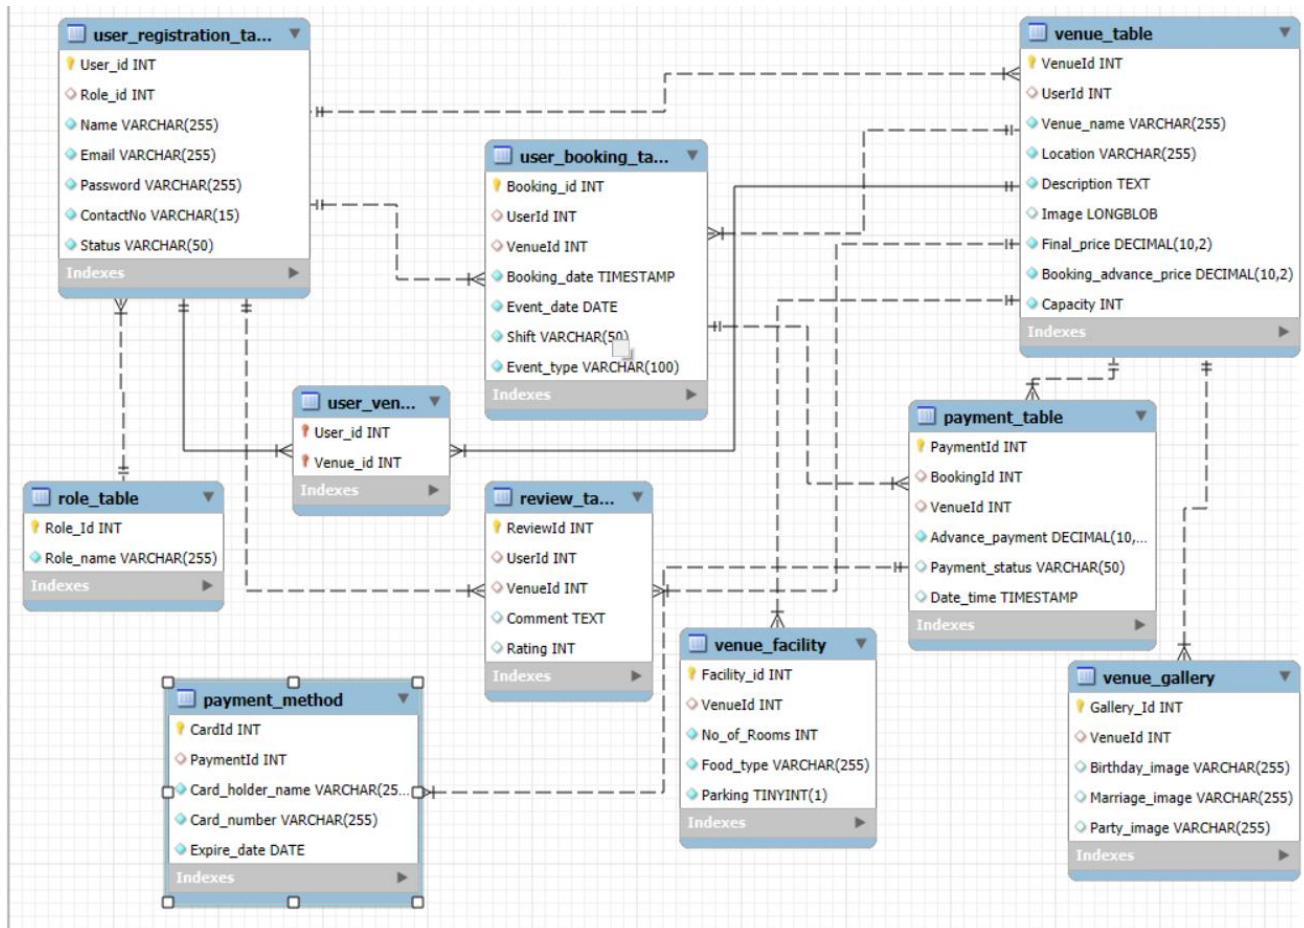 user_registration_ta...
User_id INT
Role_id INT
Name VARCHAR(255)
Email VARCHAR(255)
Password VARCHAR(255)
ContactNo VARCHAR(15)
Status VARCHAR(50)
Indexes
venue_table
VenueId INT
UserId INT
Venue_name VARCHAR(255)
Location VARCHAR(255)
Description TEXT
Image LONGBLOB
Final_price DECIMAL(10,2)
Booking_advance_price DECIMAL(10,2)
Capacity INT
Indexes
user_booking_ta...
Booking_id INT
UserId INT
VenueId INT
Booking_date TIMESTAMP
Event_date DATE
Shift VARCHAR(50)
Event_type VARCHAR(100)
Indexes
user_ven...
User_id INT
Venue_id INT
Indexes
payment_table
PaymentId INT
BookingId INT
VenueId INT
Advance_payment DECIMAL(10,...
Payment_status VARCHAR(50)
Date_time TIMESTAMP
Indexes
role_table
Role_Id INT
Role_name VARCHAR(255)
Indexes
review_ta...
ReviewId INT
UserId INT
VenueId INT
Comment TEXT
Rating INT
Indexes
venue_facility
Facility_id INT
VenueId INT
No_of_Rooms INT
Food_type VARCHAR(255)
Parking TINYINT(1)
Indexes
venue_gallery
Gallery_Id INT
VenueId INT
Birthday_image VARCHAR(255)
Marriage_image VARCHAR(255)
Party_image VARCHAR(255)
Indexes
payment_method
CardId INT
PaymentId INT
Card_holder_name VARCHAR(25...
Card_number VARCHAR(255)
Expire_date DATE
Indexes